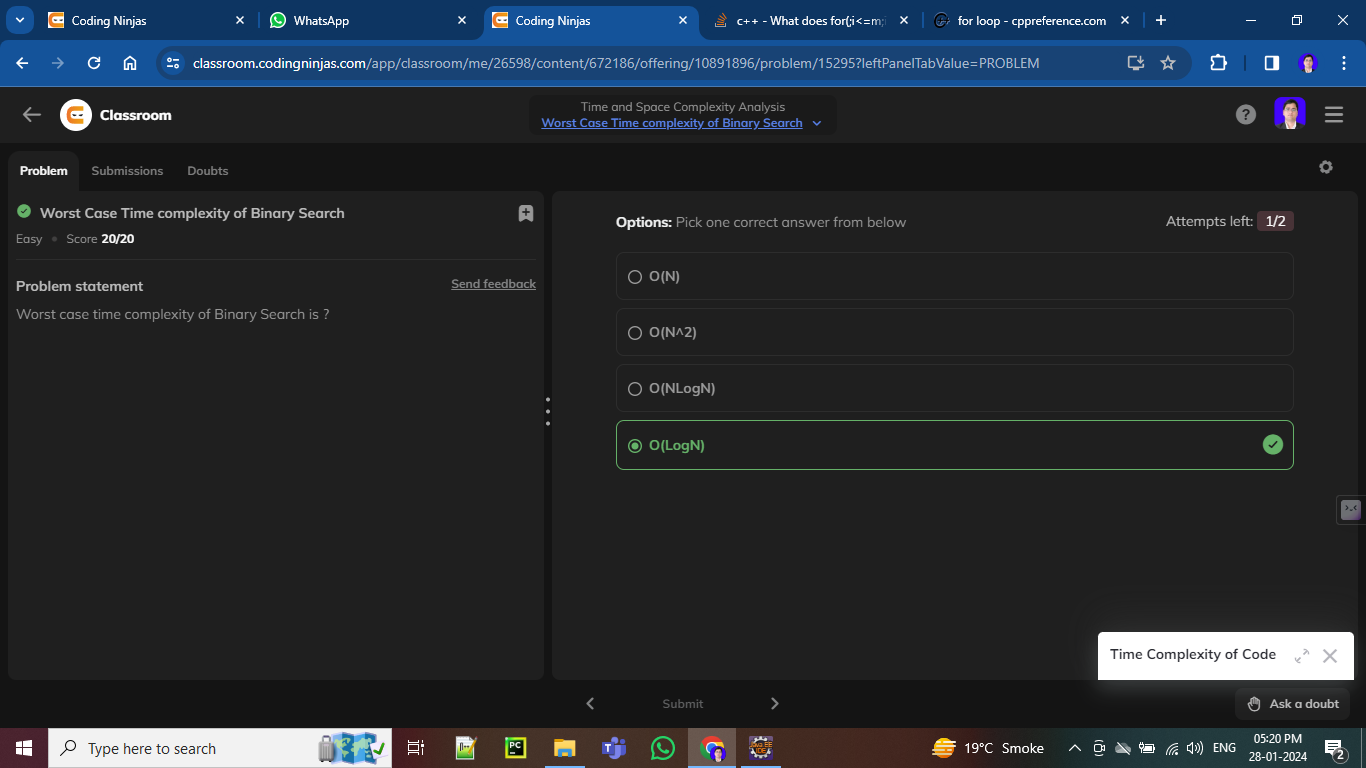 Coding Ninjas
WhatsApp
Coding Ninjas
c++ - What does for(;i<=m;i
for loop - cppreference.com
classroom.codingninjas.com/app/classroom/me/26598/content/672186/offering/10891896/problem/15295?leftPanelTabValue=PROBLEM
Classroom
Time and Space Complexity Analysis
Worst Case Time complexity of Binary Search
Problem
Submissions
Doubts
Worst Case Time complexity of Binary Search
Easy • Score 20/20
Problem statement
Send feedback
Worst case time complexity of Binary Search is ?
Options: Pick one correct answer from below
Attempts left: 1/2
O(N)
O(N^2)
O(NLogN)
O(LogN)
Time Complexity of Code
Submit
Ask a doubt
Type here to search
PC
19°C Smoke
ENG
05:20 PM
28-01-2024
2